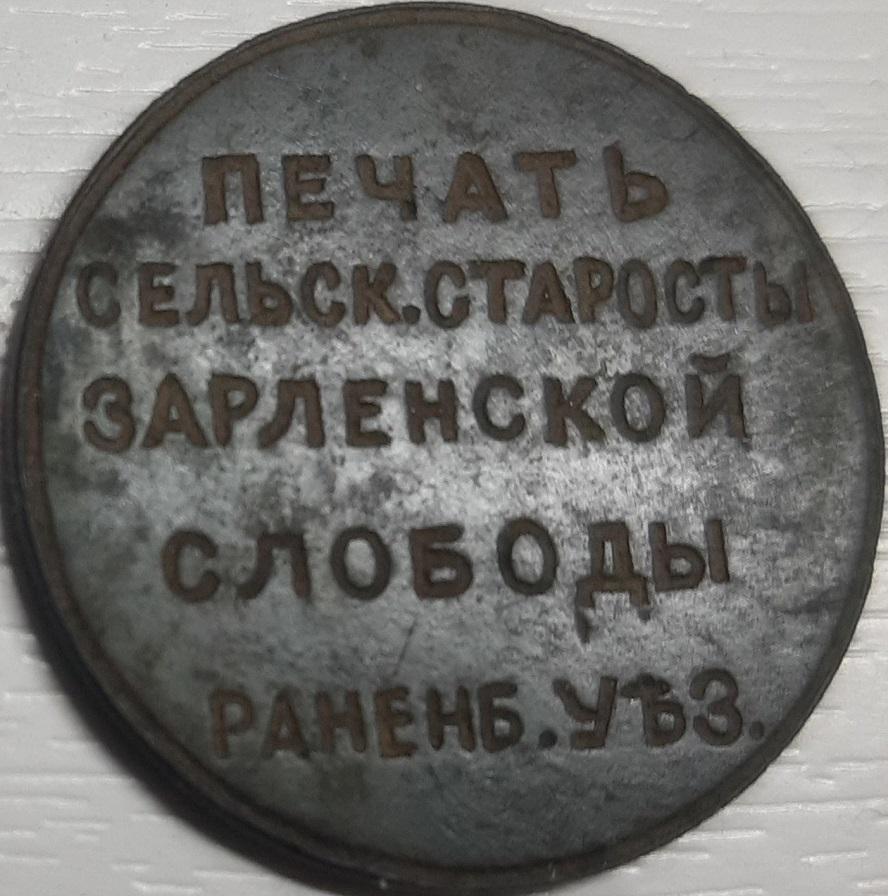 ПЕЧАТЬ
СЕЛЬСК.СТАРОСТЫ
ЗАРЛЕНСКОЙ
СЛОБОДЫ
РАНЕНБ.УѢЗ.